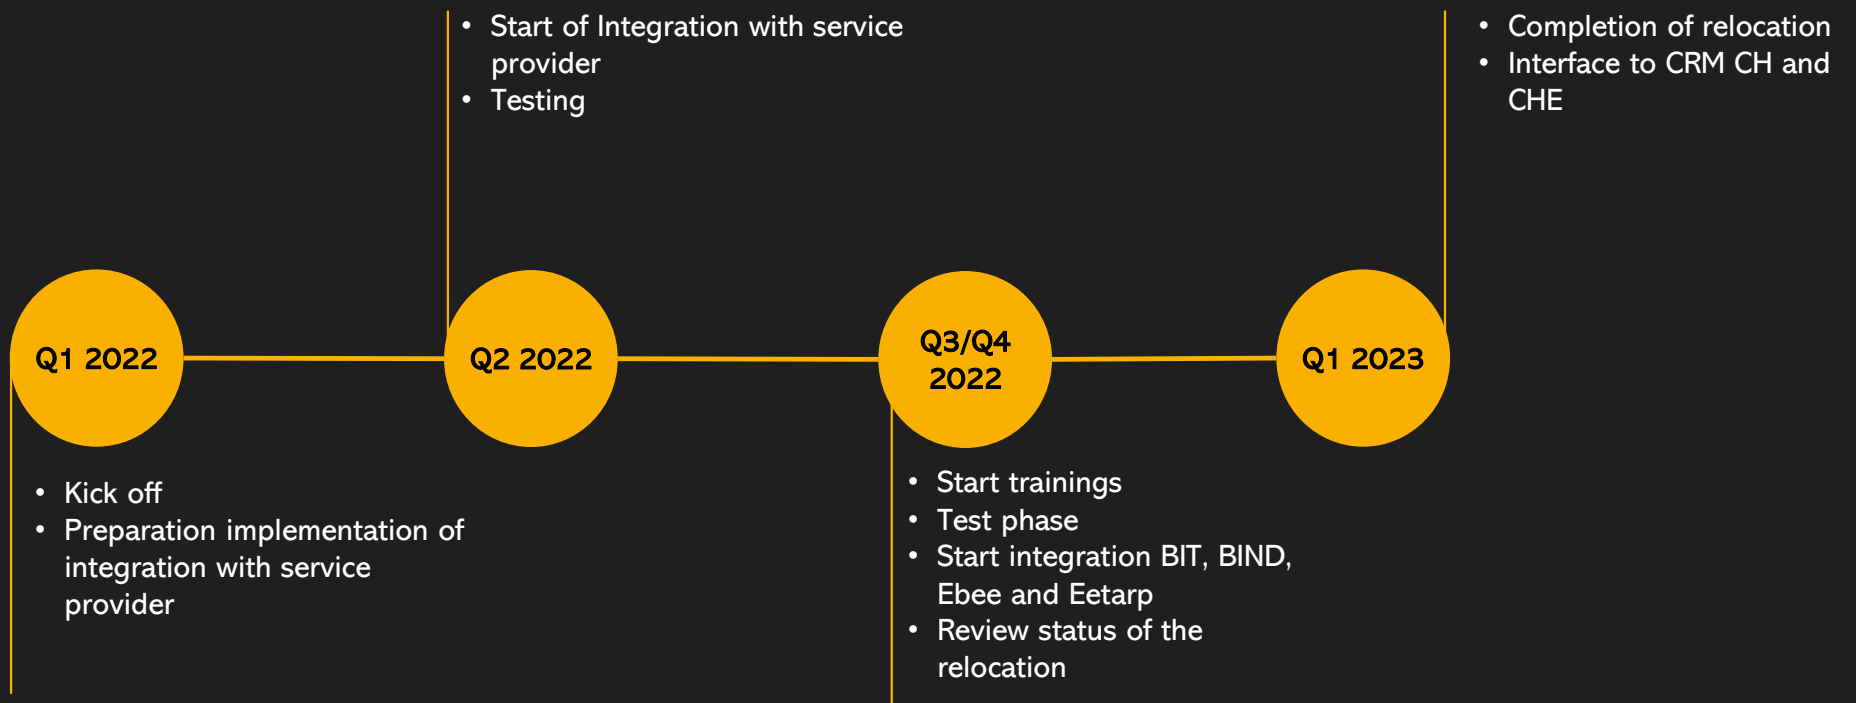 • Start of Integration with service
provider
• Testing
• Completion of relocation
• Interface to CRM CH and
CHE
Q1 2022
Q2 2022
Q3/Q4
2022
Q1 2023
• Kick off
• Preparation implementation of
integration with service
provider
• Start trainings
• Test phase
• Start integration BIT, BIND,
Ebee and Eetarp
• Review status of the
relocation